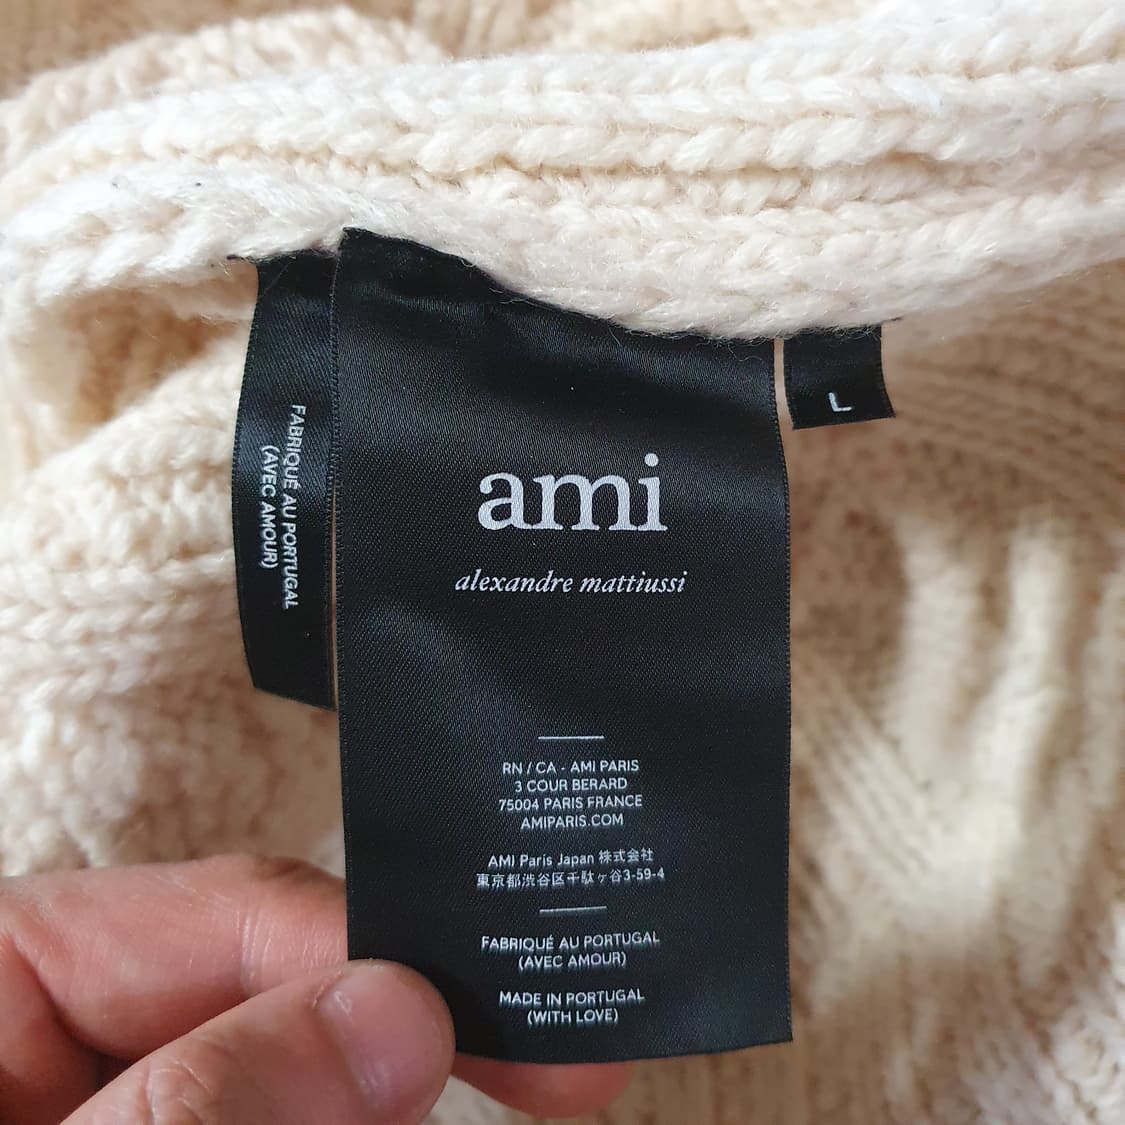 FABRIQUÉ AU PORTUGAL
(AVEC AMOUR)
L
ami
alexandre mattiussi
RN / CA - AMI PARIS
3 COUR BERARD
75004 PARIS FRANCE
AMIPARIS.COM
AMI Paris Japan 株式会社
東京都渋谷区千駄ヶ谷3-59-4
FABRIQUÉ AU PORTUGAL
(AVEC AMOUR)
MADE IN PORTUGAL
(WITH LOVE)